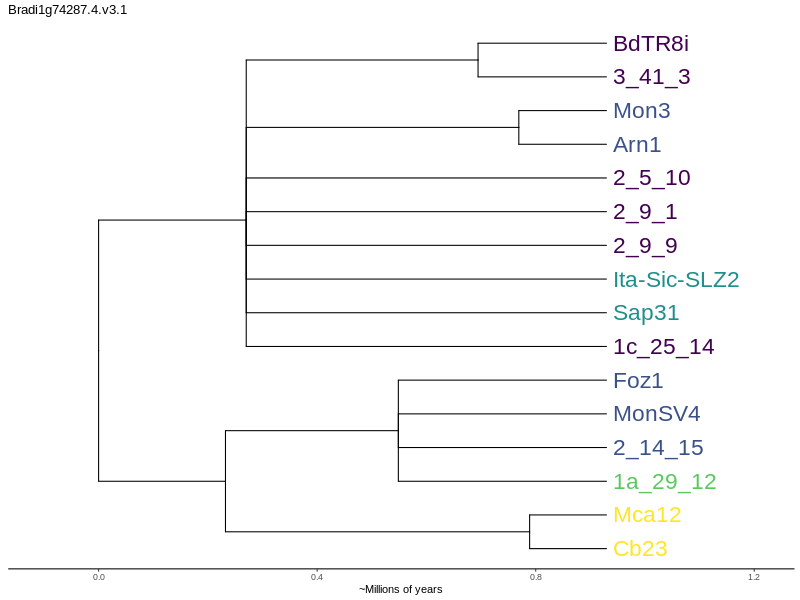 Bradi1g74287.4.v3.1
BdTR8i
3_41_3
Mon3
Arn1
2_5_10
2_9_1
2_9_9
Ita-Sic-SLZ2
Sap31
1c_25_14
Foz1
MonSV4
2_14_15
1a_29_12
Mca12
Cb23
0.0 0.4 0.8 1.2
~Millions of years